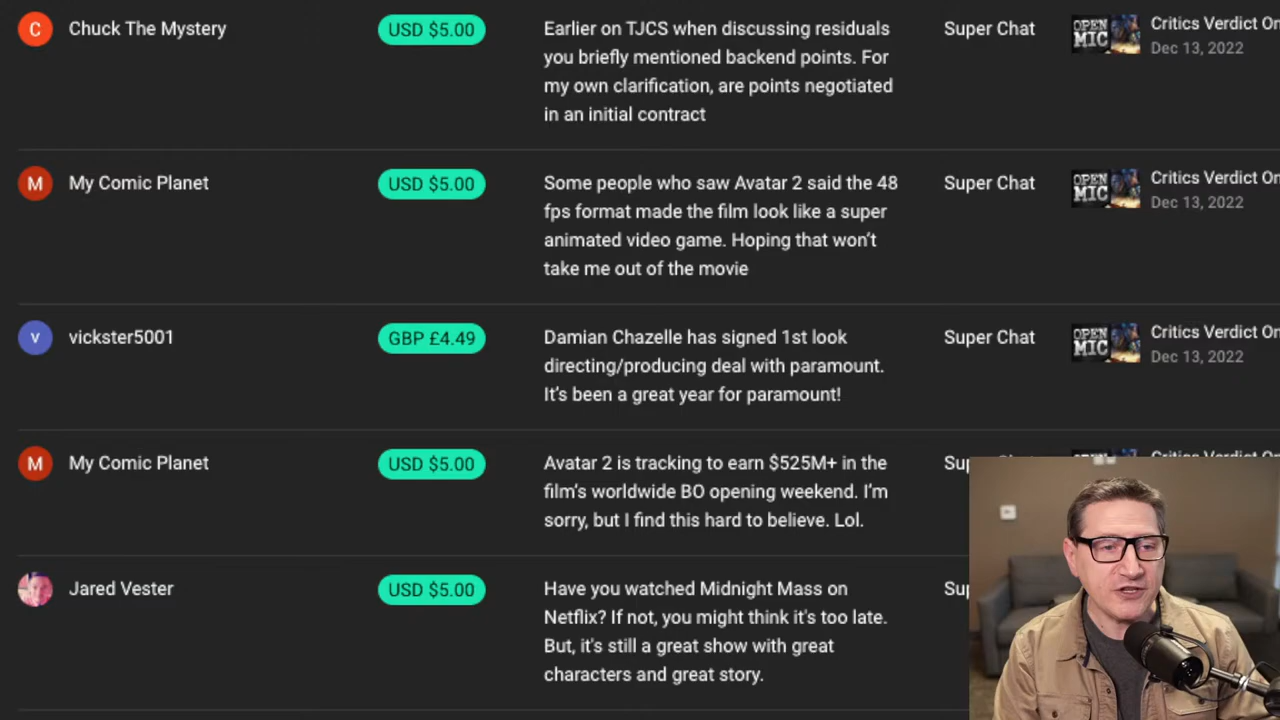 C Chuck The Mystery
USD $5.00
Earlier on TJCS when discussing residuals
you briefly mentioned backend points. For
my own clarification, are points negotiated
in an initial contract
Super Chat
OPEN
MIC
Critics Verdict On
Dec 13, 2022
M My Comic Planet
USD $5.00
Some people who saw Avatar 2 said the 48
fps format made the film look like a super
animated video game. Hoping that won't
take me out of the movie
Super Chat
OPEN
MIC
Critics Verdict On
Dec 13, 2022
v vickster5001
GBP £4.49
Damian Chazelle has signed 1st look
directing/producing deal with paramount.
It's been a great year for paramount!
Super Chat
OPEN
MIC
Critics Verdict On
Dec 13, 2022
M My Comic Planet
USD $5.00
Avatar 2 is tracking to earn $525M+ in the
film's worldwide BO opening weekend. I'm
sorry, but I find this hard to believe. Lol.
Jared Vester
USD $5.00
Have you watched Midnight Mass on
Netflix? If not, you might think it's too late.
But, it's still a great show with great
characters and great story.